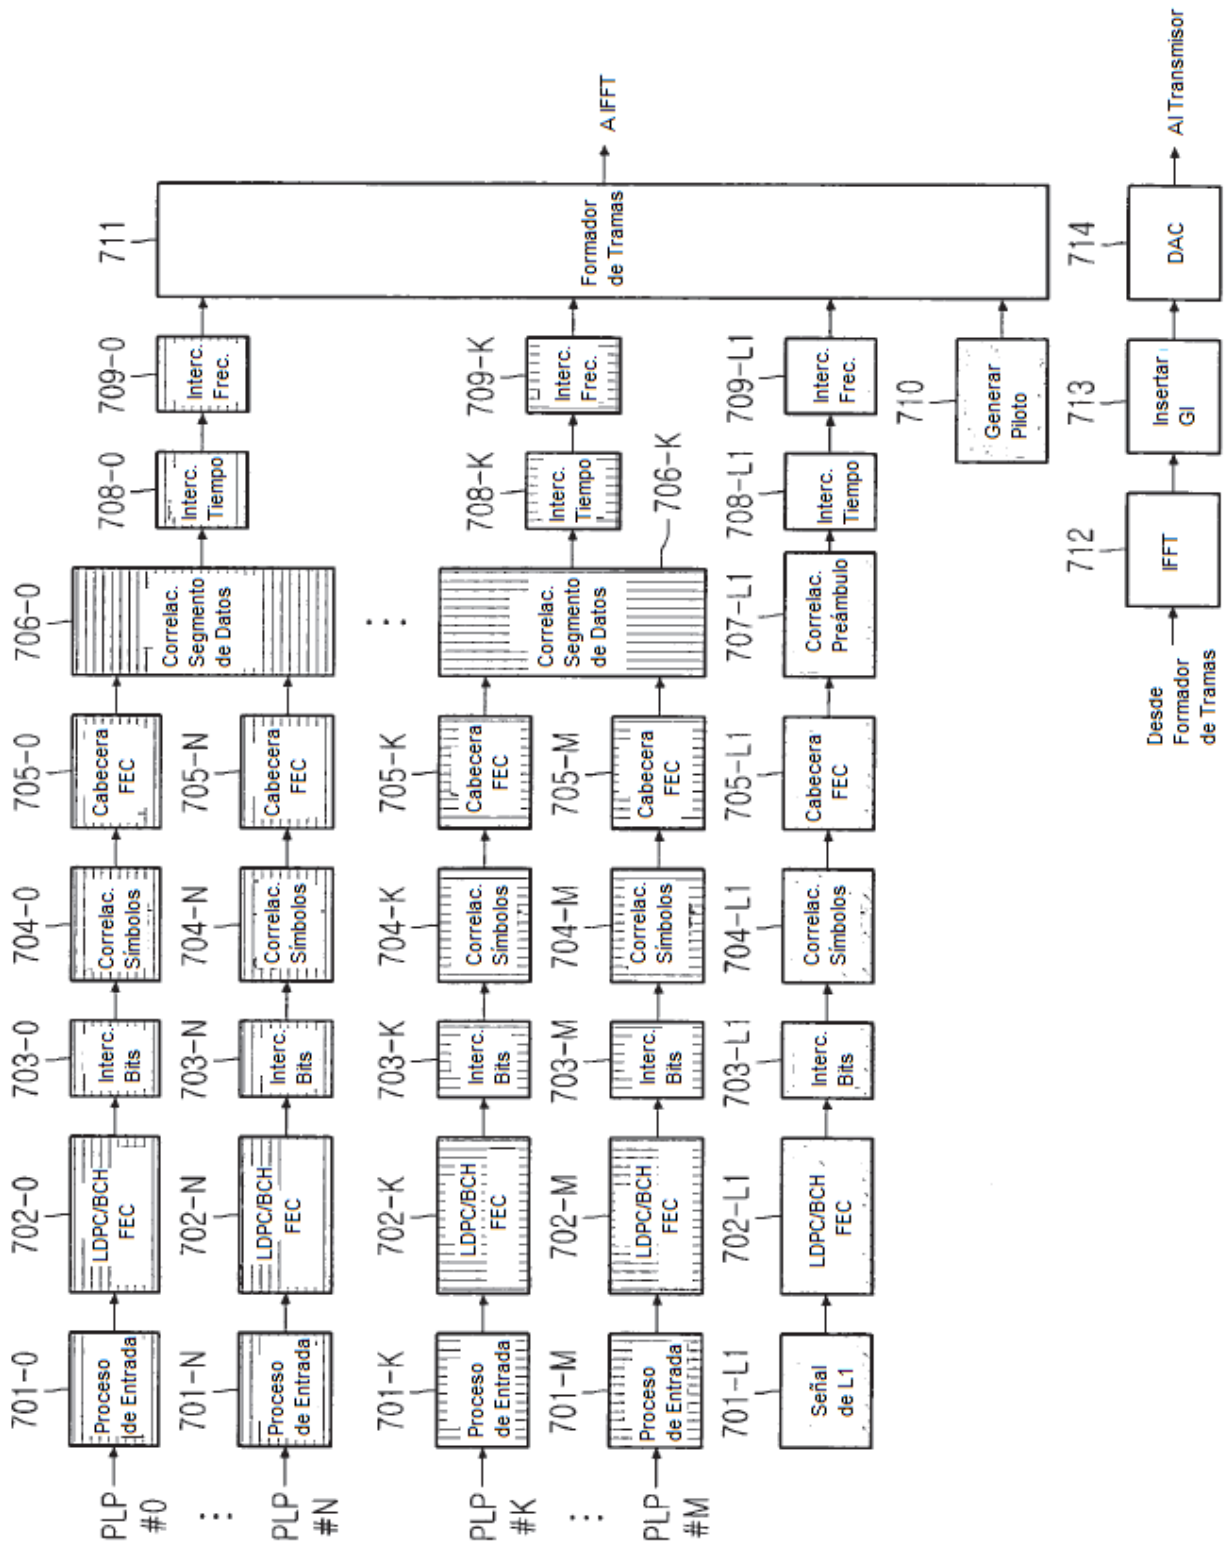 701-0
702-0
703-0
704-0
705-0
706-0
PLP
#0
Proceso
de Entrada
LDPC/BCH
FEC
Interc.
Bits
Correlac.
Símbolos
Cabecera
FEC
Correlac.
Segmento
de Datos
708-0
Interc.
Tiempo
709-0
Interc.
Frec.
711
Formador
de Tramas
A IFFT
701-N
702-N
703-N
704-N
705-N
PLP
#N
Proceso
de Entrada
LDPC/BCH
FEC
Interc.
Bits
Correlac.
Símbolos
Cabecera
FEC
701-K
702-K
703-K
704-K
705-K
PLP
#K
Proceso
de Entrada
LDPC/BCH
FEC
Interc.
Bits
Correlac.
Símbolos
Cabecera
FEC
Correlac.
Segmento
de Datos
708-K
Interc.
Tiempo
709-K
Interc.
Frec.
706-K
701-M
702-M
703-M
704-M
705-M
PLP
#M
Proceso
de Entrada
LDPC/BCH
FEC
Interc.
Bits
Correlac.
Símbolos
Cabecera
FEC
701-L1
702-L1
703-L1
704-L1
705-L1
707-L1
708-L1
709-L1
Señal
de L1
LDPC/BCH
FEC
Interc.
Bits
Correlac.
Símbolos
Cabecera
FEC
Correlac.
Preámbulo
Interc.
Tiempo
Interc.
Frec.
710
Generar
Piloto
712
713
714
Desde
Formador
de Tramas
IFFT
Insertar
GI
DAC
Al Transmisor